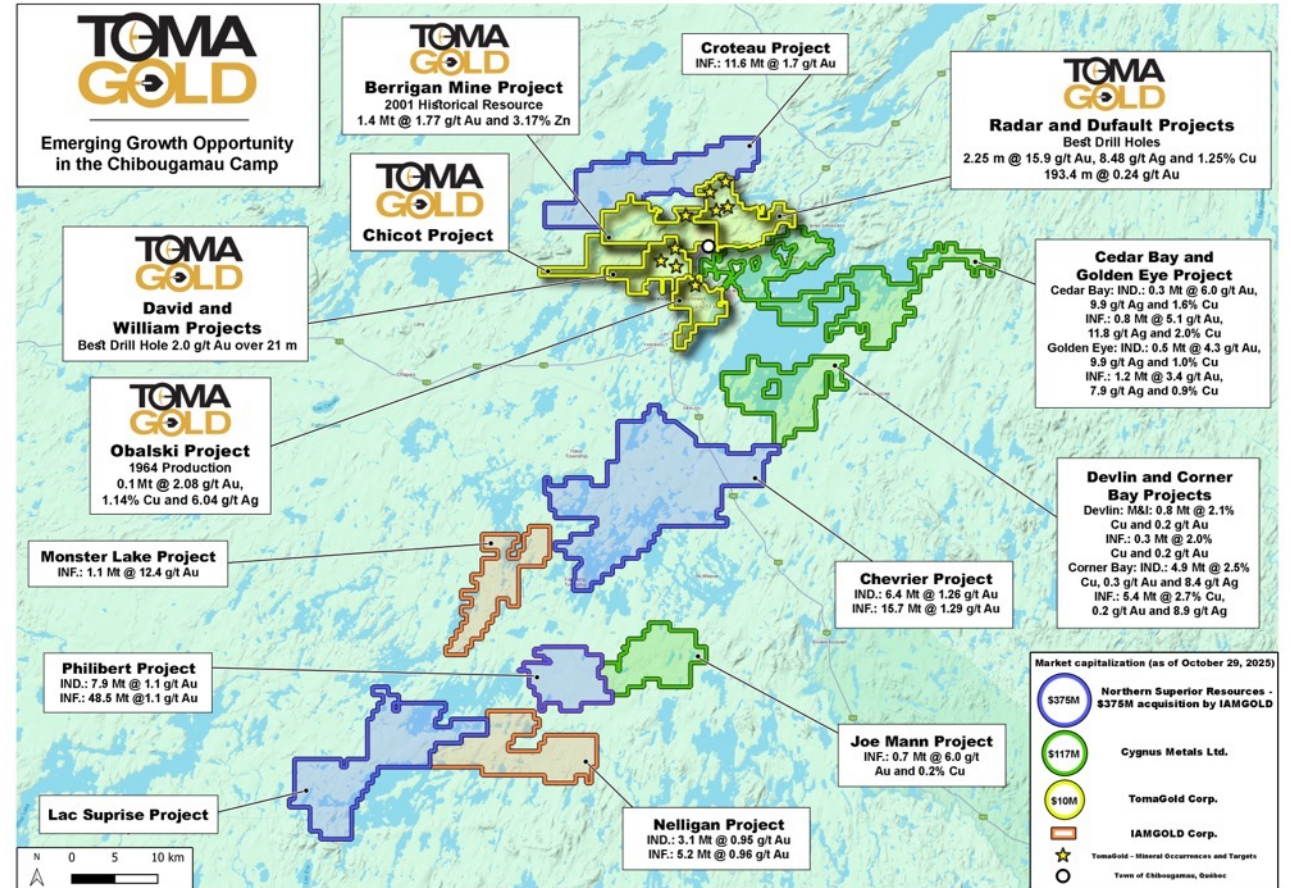 TOMA
GOLD
Emerging Growth Opportunity
in the Chibougamau Camp
TOMA
GOLD
Berrigan Mine Project
2001 Historical Resource
1.4 Mt @ 1.77 g/t Au and 3.17% Zn
Croteau Project
INF.: 11.6 Mt @ 1.7 g/t Au
TOMA
GOLD
Radar and Dufault Projects
Best Drill Holes
2.25 m @ 15.9 g/t Au, 8.48 g/t Ag and 1.25% Cu
193.4 m @ 0.24 g/t Au
TOMA
GOLD
Chicot Project
TOMA
GOLD
David and
William Projects
Best Drill Hole 2.0 g/t Au over 21 m
Cedar Bay and
Golden Eye Project
Cedar Bay: IND.: 0.3 Mt @ 6.0 g/t Au,
9.9 g/t Ag and 1.6% Cu
INF.: 0.8 Mt @ 5.1 g/t Au,
11.8 g/t Ag and 2.0% Cu
Golden Eye: IND.: 0.5 Mt @ 4.3 g/t Au,
9.9 g/t Ag and 1.0% Cu
INF.: 1.2 Mt @ 3.4 g/t Au,
7.9 g/t Ag and 0.9% Cu
TOMA
GOLD
Obalski Project
1964 Production
0.1 Mt @ 2.08 g/t Au,
1.14% Cu and 6.04 g/t Ag
Devlin and Corner
Bay Projects
Devlin: M&I: 0.8 Mt @ 2.1%
Cu and 0.2 g/t Au
INF.: 0.3 Mt @ 2.0%
Cu and 0.2 g/t Au
Corner Bay: IND.: 4.9 Mt @ 2.5%
Cu, 0.3 g/t Au and 8.4 g/t Ag
INF.: 5.4 Mt @ 2.7% Cu,
0.2 g/t Au and 8.9 g/t Ag
Monster Lake Project
INF.: 1.1 Mt @ 12.4 g/t Au
Chevrier Project
IND.: 6.4 Mt @ 1.26 g/t Au
INF.: 15.7 Mt @ 1.29 g/t Au
Philibert Project
IND.: 7.9 Mt @ 1.1 g/t Au
INF.: 48.5 Mt @1.1 g/t Au
Joe Mann Project
INF.: 0.7 Mt @ 6.0 g/t
Au and 0.2% Cu
Lac Suprise Project
Nelligan Project
IND.: 3.1 Mt @ 0.95 g/t Au
INF.: 5.2 Mt @ 0.96 g/t Au
Market capitalization (as of October 29, 2025)
$375M
Northern Superior Resources -
$375M acquisition by IAMGOLD
$117M
Cygnus Metals Ltd.
$10M
TomaGold Corp.
IAMGOLD Corp.
TomaGold - Mineral Occurrences and Targets
Town of Chibougamau, Québec
N
0 5 10 km